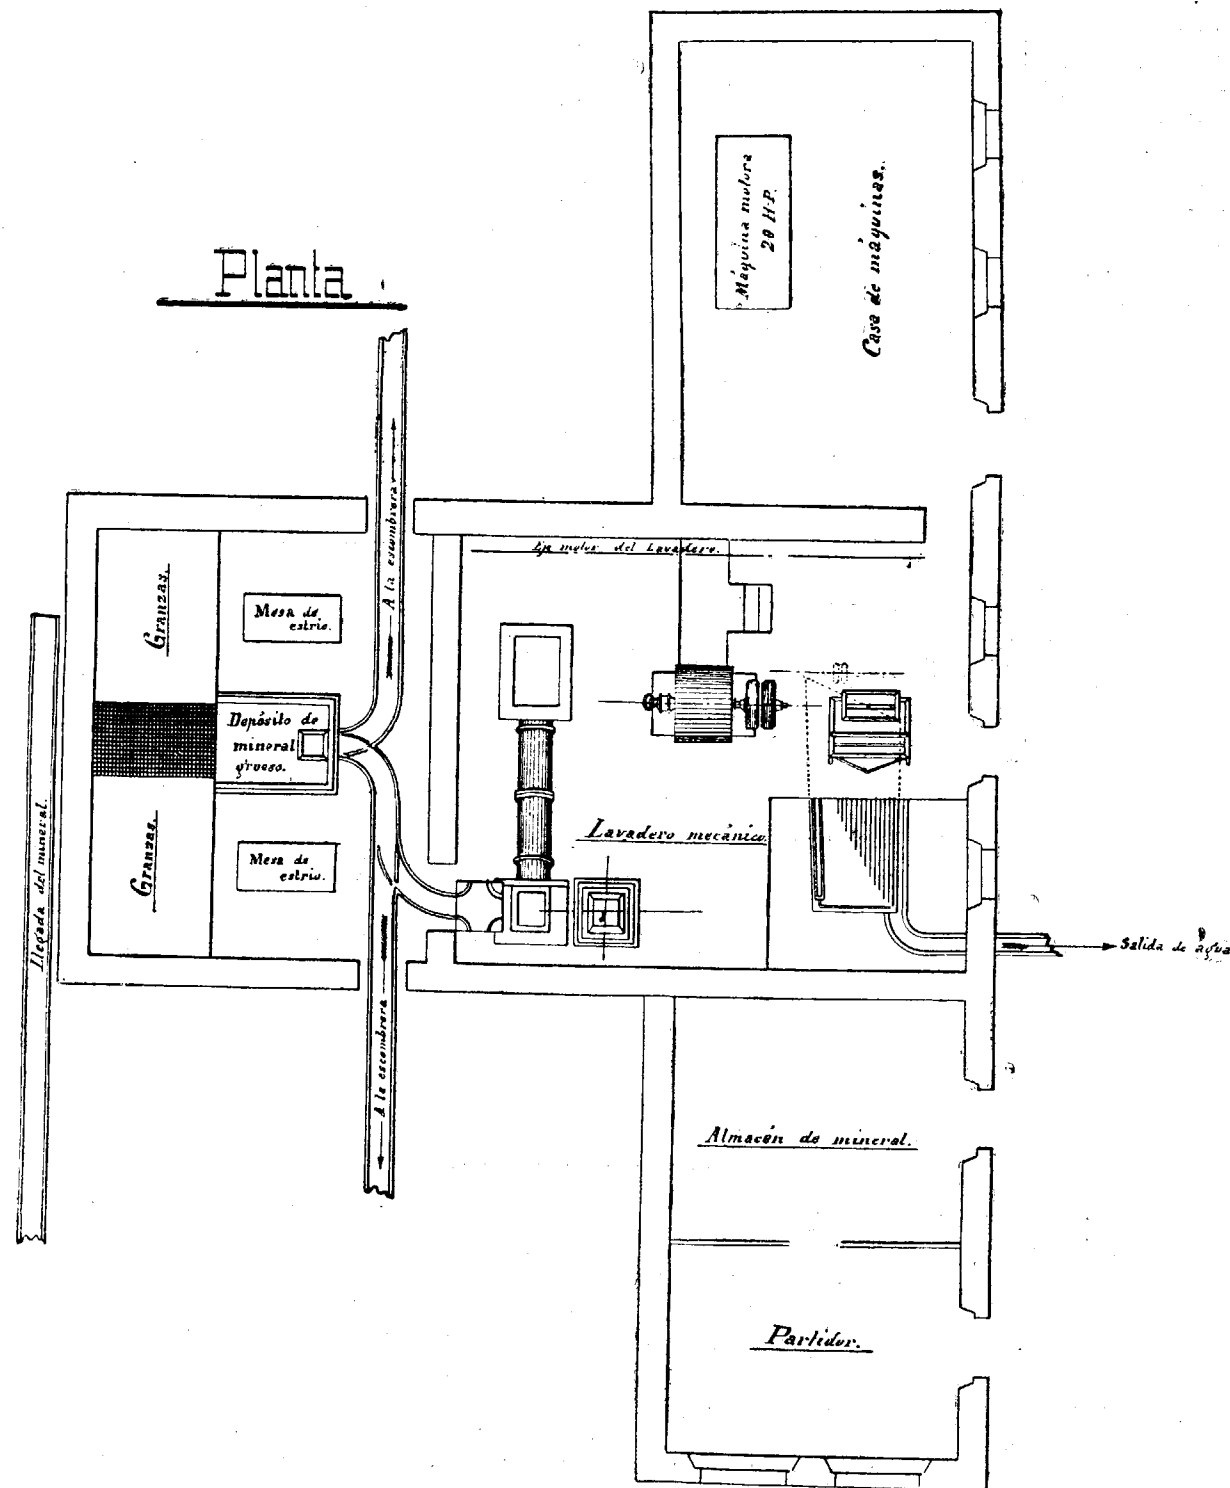 Planta
Máquina motora
20 H.P.
Casa de máquinas.
A la escombrera
Eje motor del Lavadero.
Granzas.
Mesa de
estrio.
Depósito de
mineral
grueso.
Granzas.
Mesa de
estrio.
Llegada del mineral.
Lavadero mecánico.
Salida de agua
A la escombrera
Almacén de mineral.
Partidor.